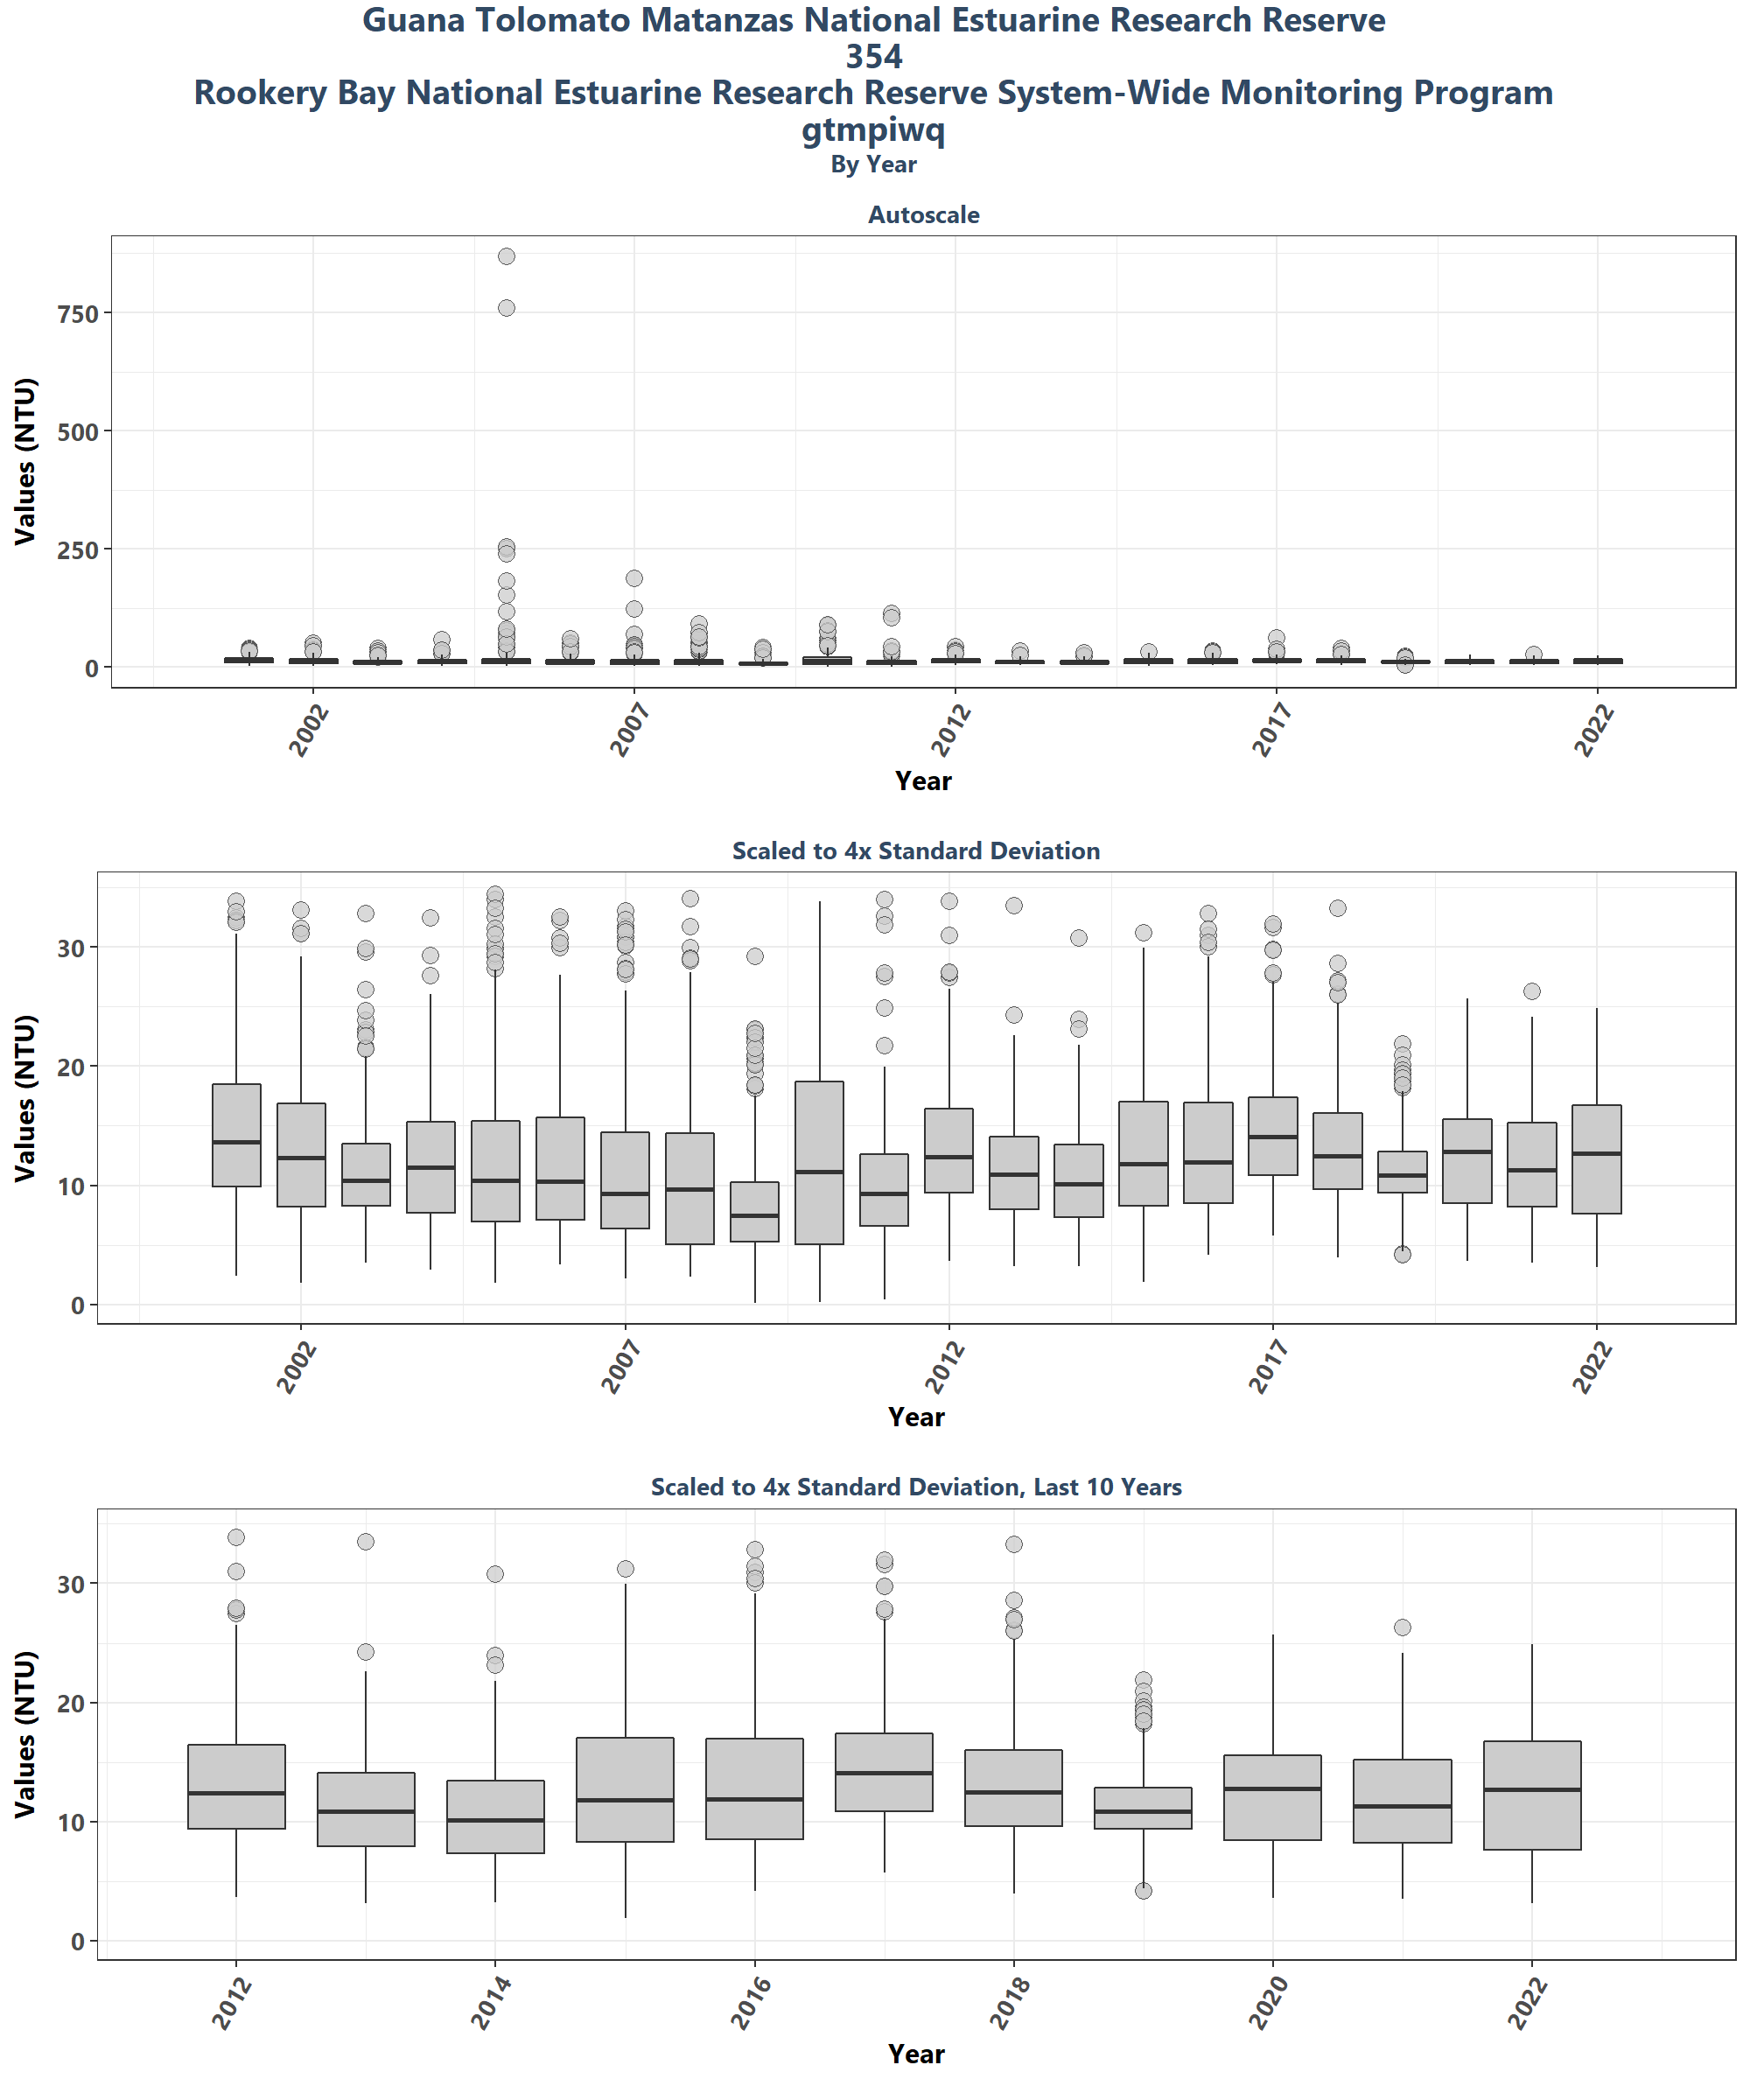 Guana Tolomato Matanzas National Estuarine Research Reserve
354
Rookery Bay National Estuarine Research Reserve System-Wide Monitoring Program
gtmpiwq
By Year
Autoscale
Values (NTU)
750
500
250
0
2002
2007
2012
2017
2022
Year
Scaled to 4x Standard Deviation
Values (NTU)
30
20
10
0
2002
2007
2012
2017
2022
Year
Scaled to 4x Standard Deviation, Last 10 Years
Values (NTU)
30
20
10
0
2012
2014
2016
2018
2020
2022
Year